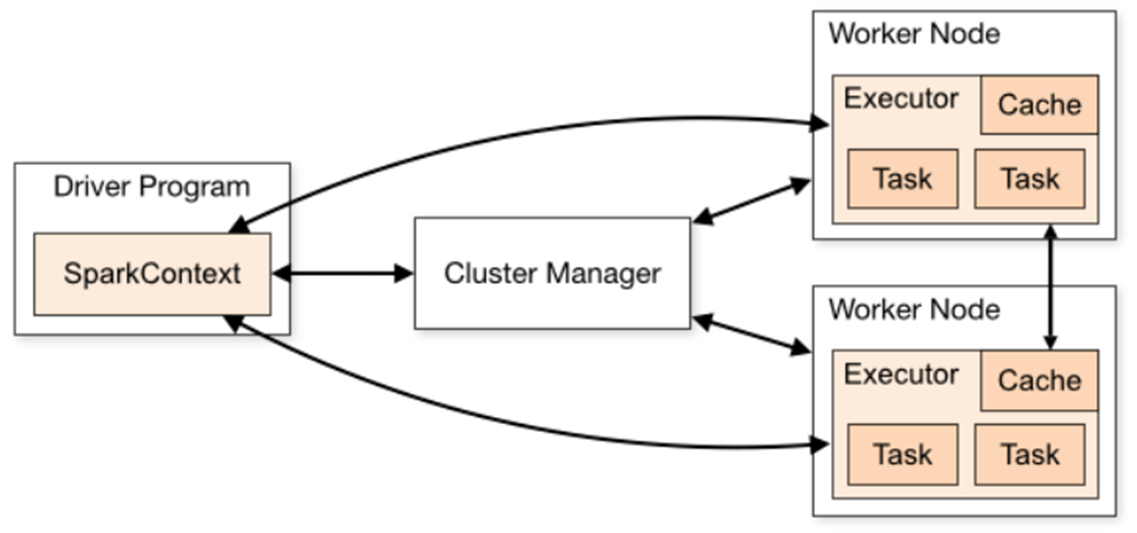 Driver Program
SparkContext
Cluster Manager
Worker Node
Executor
Cache
Task
Task
Worker Node
Executor
Cache
Task
Task